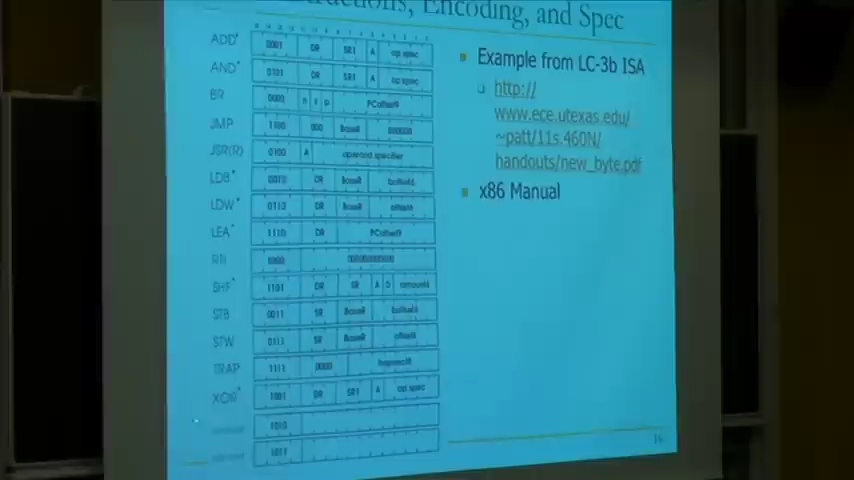 ructions, Encoding, and Spec
ADD* 0001 DR SR1 A op.spec
AND* 0101 DR SR1 A op.spec
BR 0000 n z p PCoffset9
JMP 1100 000 BaseR 000000
JSR(R) 0100 A operand specifier
LDB* 0010 DR BaseR boffset6
LDW* 0110 DR BaseR offset6
LEA* 1110 DR PCoffset9
RTI 1000 000000000000
SHF* 1101 DR SR A D amount4
STB 0011 SR BaseR boffset6
STW 0111 SR BaseR offset6
TRAP 1111 0000 trapvect8
XOR* 1001 DR SR1 A op.spec
1010
1011
Example from LC-3b ISA
http://
www.ece.utexas.edu/
~patt/11s.460N/
handouts/new_byte.pdf
x86 Manual
16